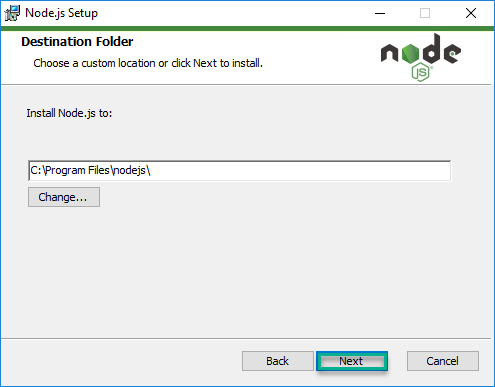 Node.js Setup
Destination Folder
Choose a custom location or click Next to install.
node
JS
Install Node.js to:
C:\Program Files\nodejs\
Change...
Back Next Cancel